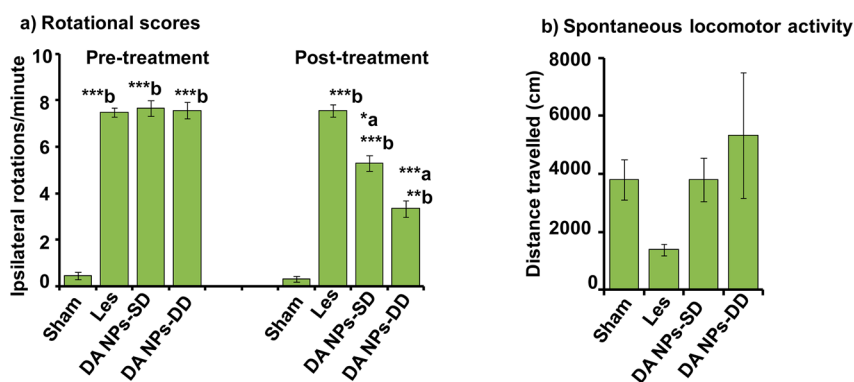 a) Rotational scores
Pre-treatment
Post-treatment
Ipsilateral rotations/minute
10
8
6
4
2
0
***b
***b
***b
***b
*a
***b
***a
**b
Sham
Les
DA NPs-SD
DA NPs-DD
Sham
Les
DA NPs-SD
DA NPs-DD
b) Spontaneous locomotor activity
Distance travelled (cm)
8000
6000
4000
2000
0
Sham
Les
DA NPs-SD
DA NPs-DD